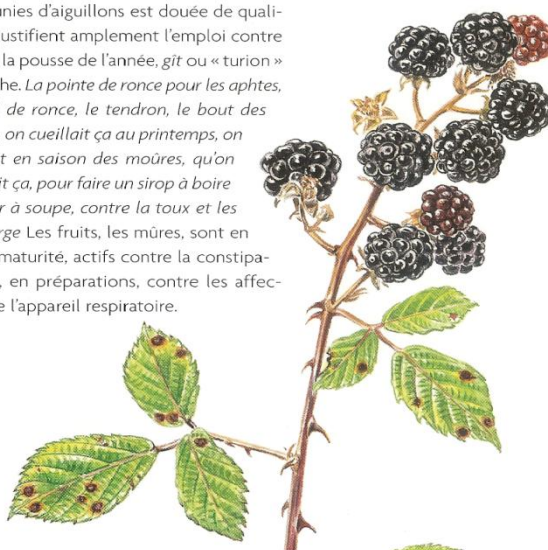 unies d'aiguillons est douée de quali-
ustifient amplement l'emploi contre
la pousse de l'année, gît ou « turion »
he. La pointe de ronce pour les aphtes,
de ronce, le tendron, le bout des
on cueillait ça au printemps, on
t en saison des moûres, qu'on
it ça, pour faire un sirop à boire
r à soupe, contre la toux et les
rge Les fruits, les mûres, sont en
maturité, actifs contre la constipa-
, en préparations, contre les affec-
e l'appareil respiratoire.